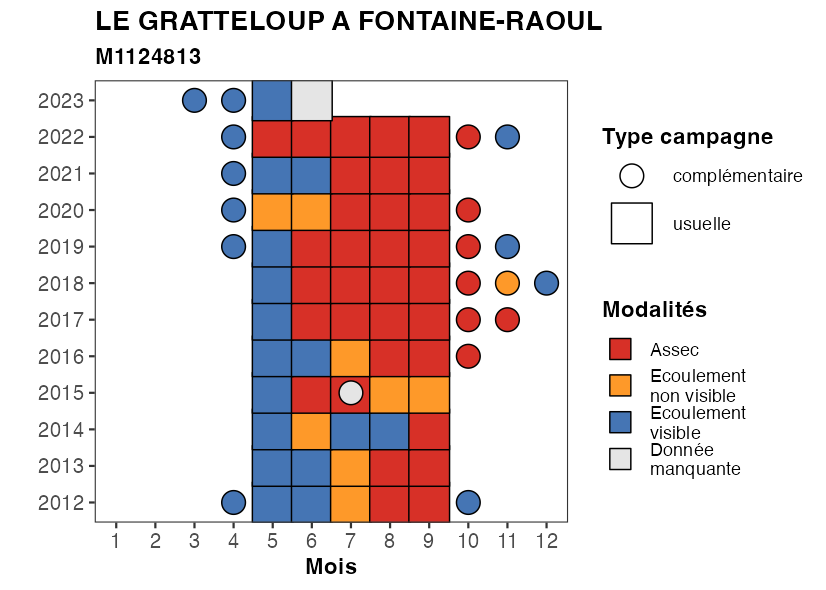 LE GRATTELOUP A FONTAINE-RAOUL
M1124813
2023
2022
2021
2020
2019
2018
2017
2016
2015
2014
2013
2012
1 2 3 4 5 6 7 8 9 10 11 12
Mois
Type campagne
complémentaire
usuelle
Modalités
Assec
Ecoulement
non visible
Ecoulement
visible
Donnée
manquante